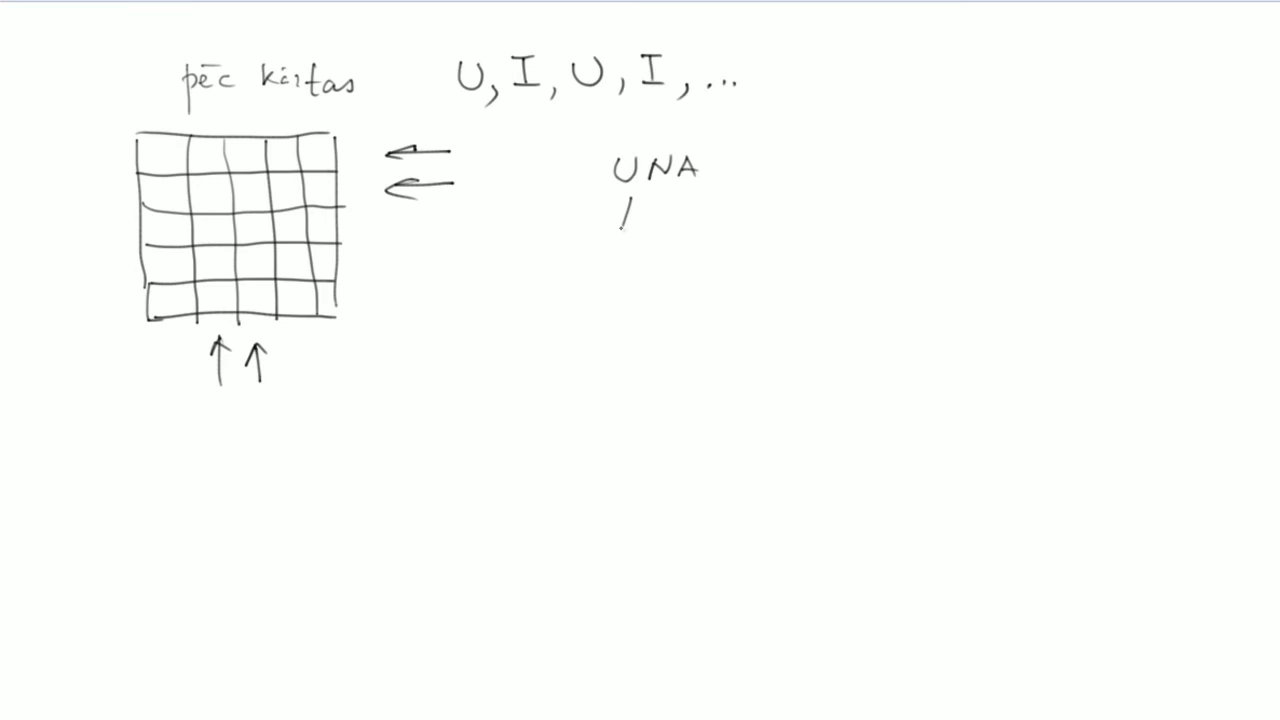 pēc kārtas U, I, U, I, ...
UNA